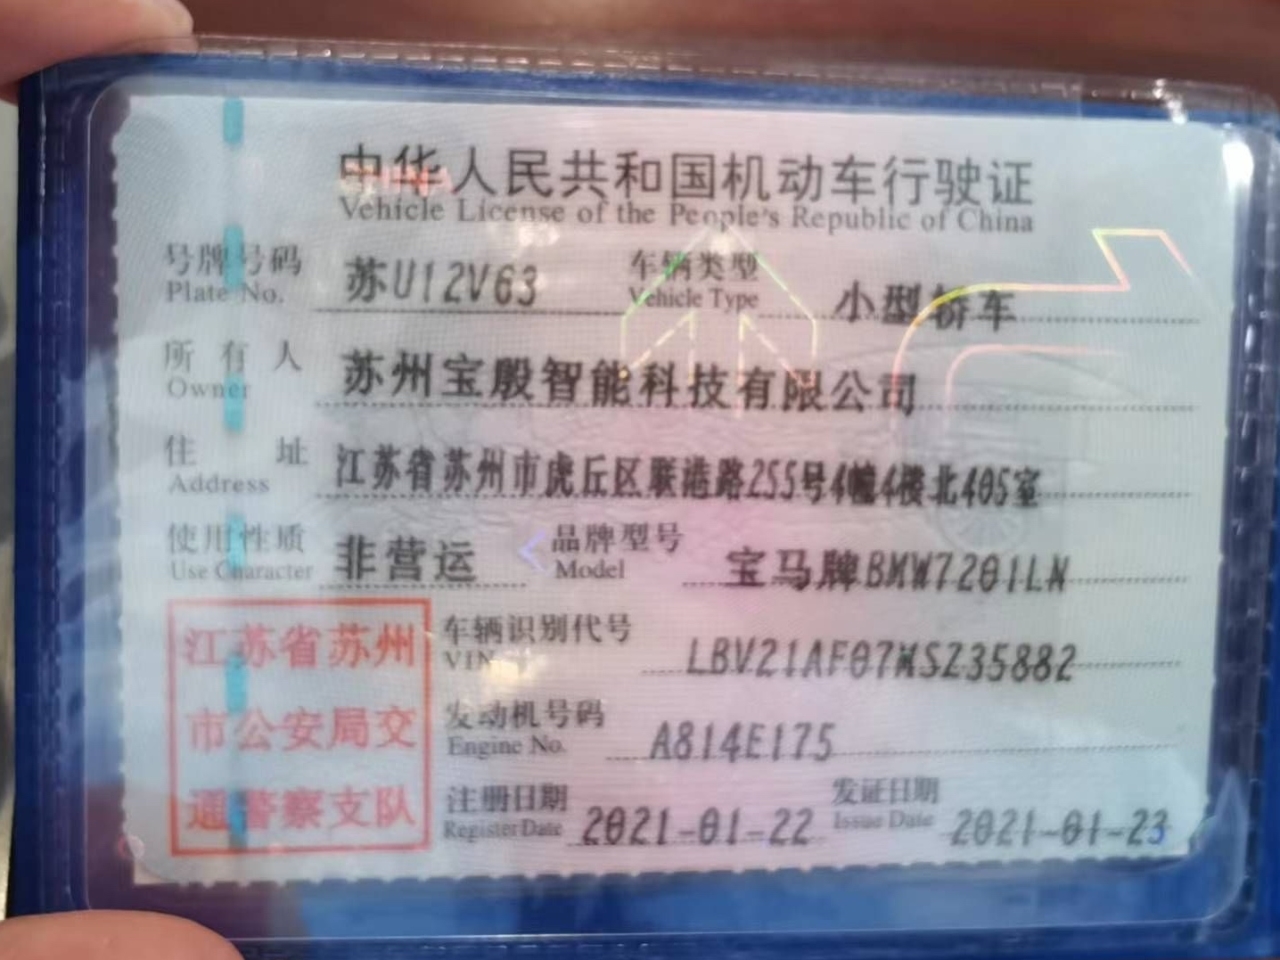 中华人民共和国机动车行驶证
Vehicle License of the People's Republic of China
号牌号码 苏U12V63 车辆类型 小型轿车
Plate No. Vehicle Type
所有人 苏州宝殷智能科技有限公司
Owner
住址 江苏省苏州市虎丘区联港路255号4幢4楼北405室
Address
使用性质 非营运 品牌型号 宝马牌BMW7201LN
Use Character Model
江苏省苏州
市公安局交
通警察支队
车辆识别代号 LBV21AF07MSZ35882
VIN
发动机号码 A814E175
Engine No.
注册日期 2021-01-22 发证日期 2021-01-23
Register Date Issue Date